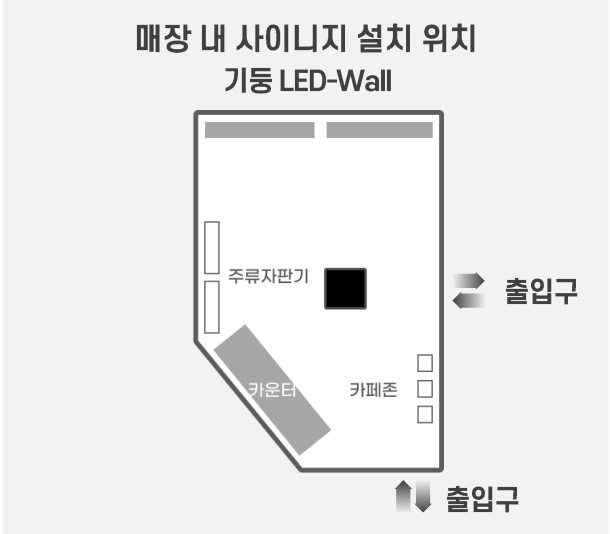 매장 내 사이니지 설치 위치
기둥 LED-Wall
주류자판기
출입구
카운터
카페존
출입구